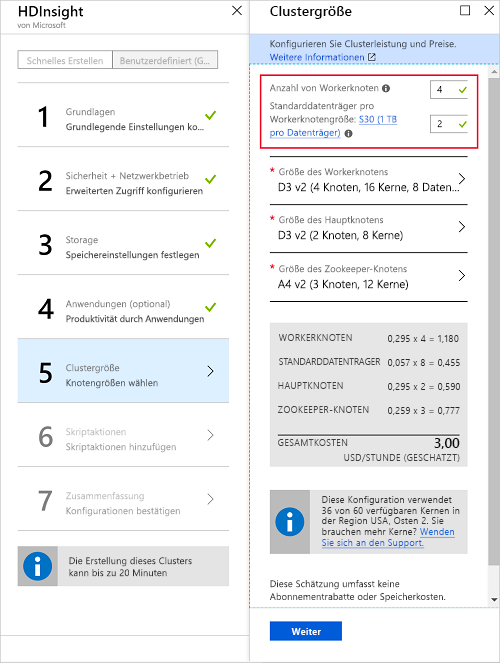 HDInsight
von Microsoft
Schnelles Erstellen
Benutzerdefiniert (G...
1
Grundlagen
Grundlegende Einstellungen ko...
2
Sicherheit + Netzwerkbetrieb
Erweiterten Zugriff konfigurieren
3
Storage
Speichereinstellungen festlegen
4
Anwendungen (optional)
Produktivität durch Anwendungen
5
Clustergröße
Knotengrößen wählen
6
Skriptaktionen
Skriptaktionen hinzufügen
7
Zusammenfassung
Konfigurationen bestätigen
Die Erstellung dieses Clusters
kann bis zu 20 Minuten
Clustergröße
Konfigurieren Sie Clusterleistung und Preise.
Weitere Informationen
Anzahl von Workerknoten
4
Standarddatenträger pro
Workerknotengröße: S30 (1 TB
pro Datenträger)
2
* Größe des Workerknotens
D3 v2 (4 Knoten, 16 Kerne, 8 Daten...
* Größe des Hauptknotens
D3 v2 (2 Knoten, 8 Kerne)
* Größe des Zookeeper-Knotens
A4 v2 (3 Knoten, 12 Kerne)
WORKERKNOTEN 0,295 x 4 = 1,180
STANDARDDATENTRAGER 0,057 x 8 = 0,455
HAUPTKNOTEN 0,295 x 2 = 0,590
ZOOKEEPER-KNOTEN 0,259 x 3 = 0,777
GESAMTKOSTEN 3,00
USD/STUNDE (GESCHATZT)
Diese Konfiguration verwendet
36 von 60 verfügbaren Kernen in
der Region USA, Osten 2. Sie
brauchen mehr Kerne? Wenden
Sie sich an den Support.
Diese Schätzung umfasst keine
Abonnementrabatte oder Speicherkosten.
Weiter